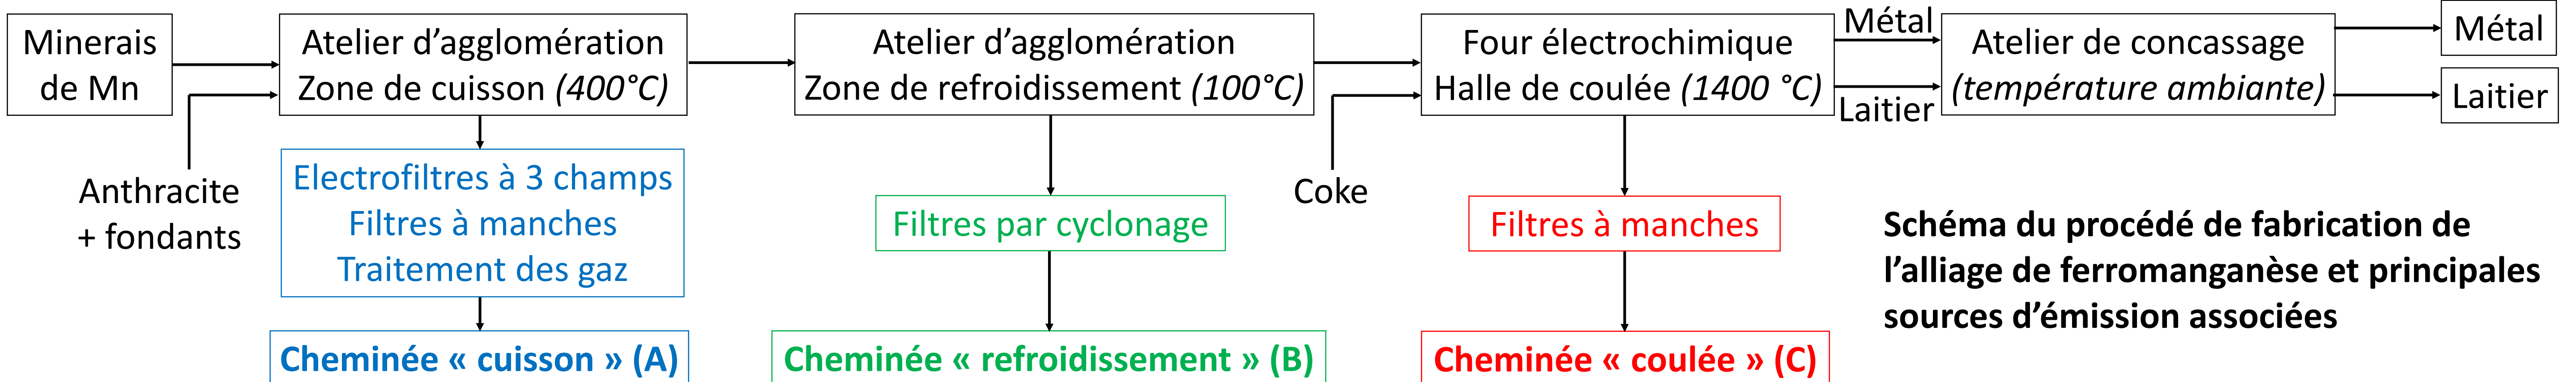 Minerais
de Mn
Atelier d’agglomération
Zone de cuisson (400°C)
Atelier d’agglomération
Zone de refroidissement (100°C)
Four électrochimique
Halle de coulée (1400 °C)
Métal
Laitier
Atelier de concassage
(température ambiante)
Métal
Laitier
Anthracite
+ fondants
Electrofiltres à 3 champs
Filtres à manches
Traitement des gaz
Filtres par cyclonage
Coke
Filtres à manches
Schéma du procédé de fabrication de
l’alliage de ferromanganèse et principales
sources d’émission associées
Cheminée « cuisson » (A)
Cheminée « refroidissement » (B)
Cheminée « coulée » (C)